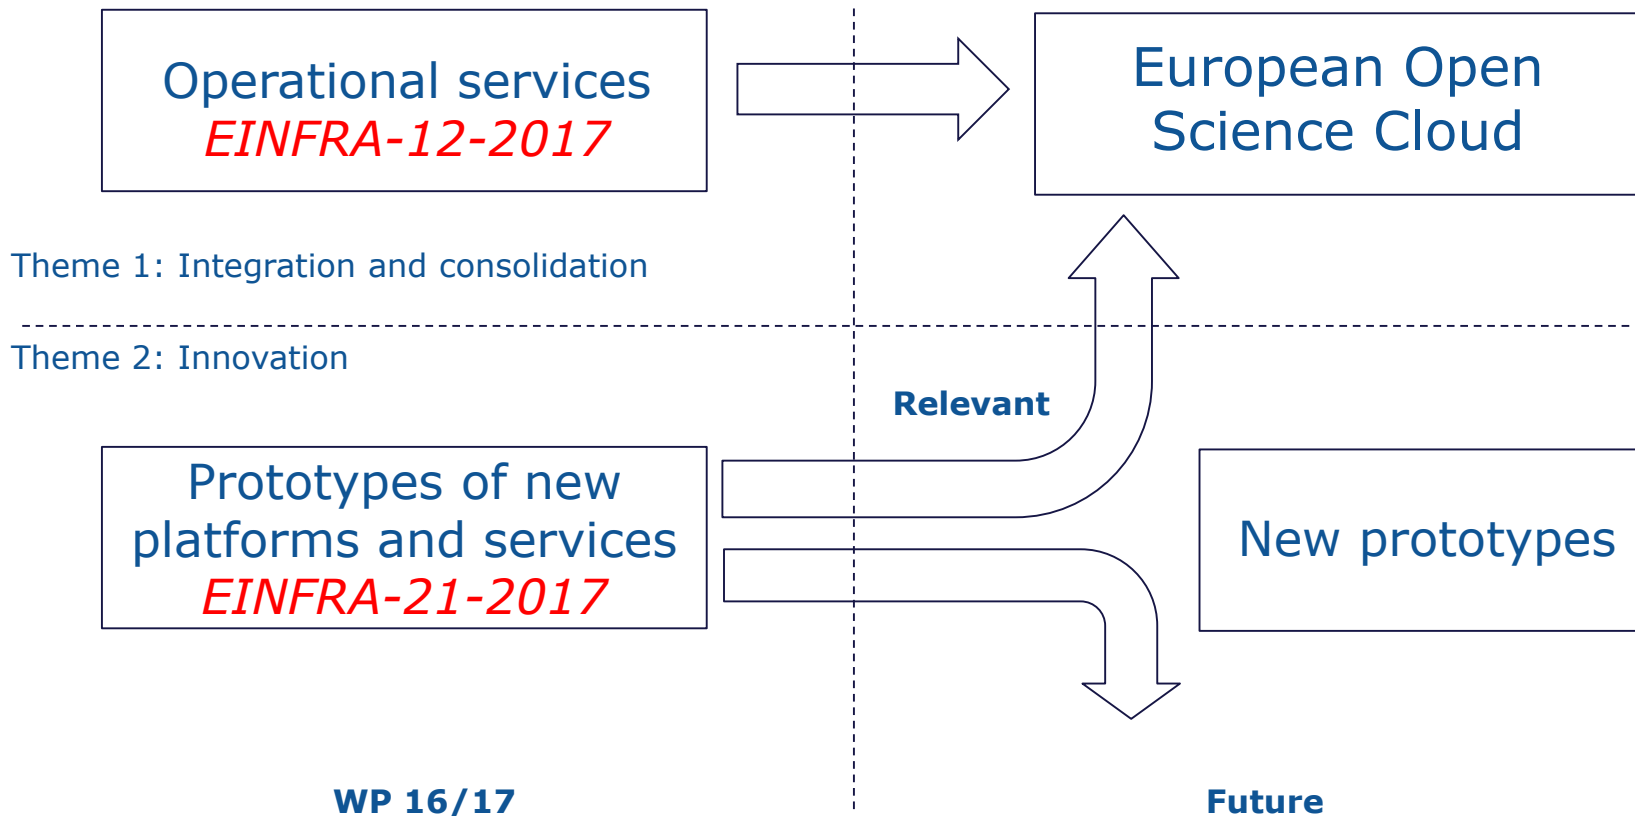 Operational services
EINFRA-12-2017
European Open
Science Cloud
Theme 1: Integration and consolidation
Theme 2: Innovation
Relevant
Prototypes of new
platforms and services
EINFRA-21-2017
New prototypes
WP 16/17
Future